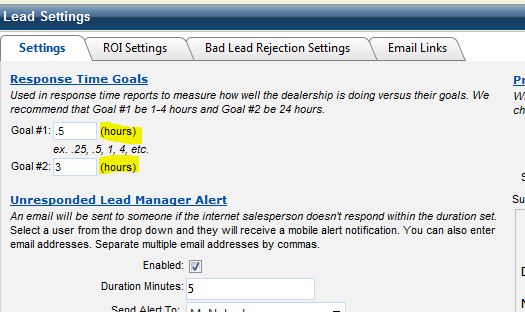 Lead Settings
Settings
ROI Settings
Bad Lead Rejection Settings
Email Links
Response Time Goals
Used in response time reports to measure how well the dealership is doing versus their goals. We
recommend that Goal #1 be 1-4 hours and Goal #2 be 24 hours.
Goal #1: .5 (hours)
ex. .25, .5, 1, 4, etc.
Goal #2: 3 (hours)
Unresponded Lead Manager Alert
An email will be sent to someone if the internet salesperson doesn't respond within the duration set.
Select a user from the drop down and they will receive a mobile alert notification. You can also enter
email addresses. Separate multiple email addresses by commas.
Enabled:
Duration Minutes: 5
Send Alert To: